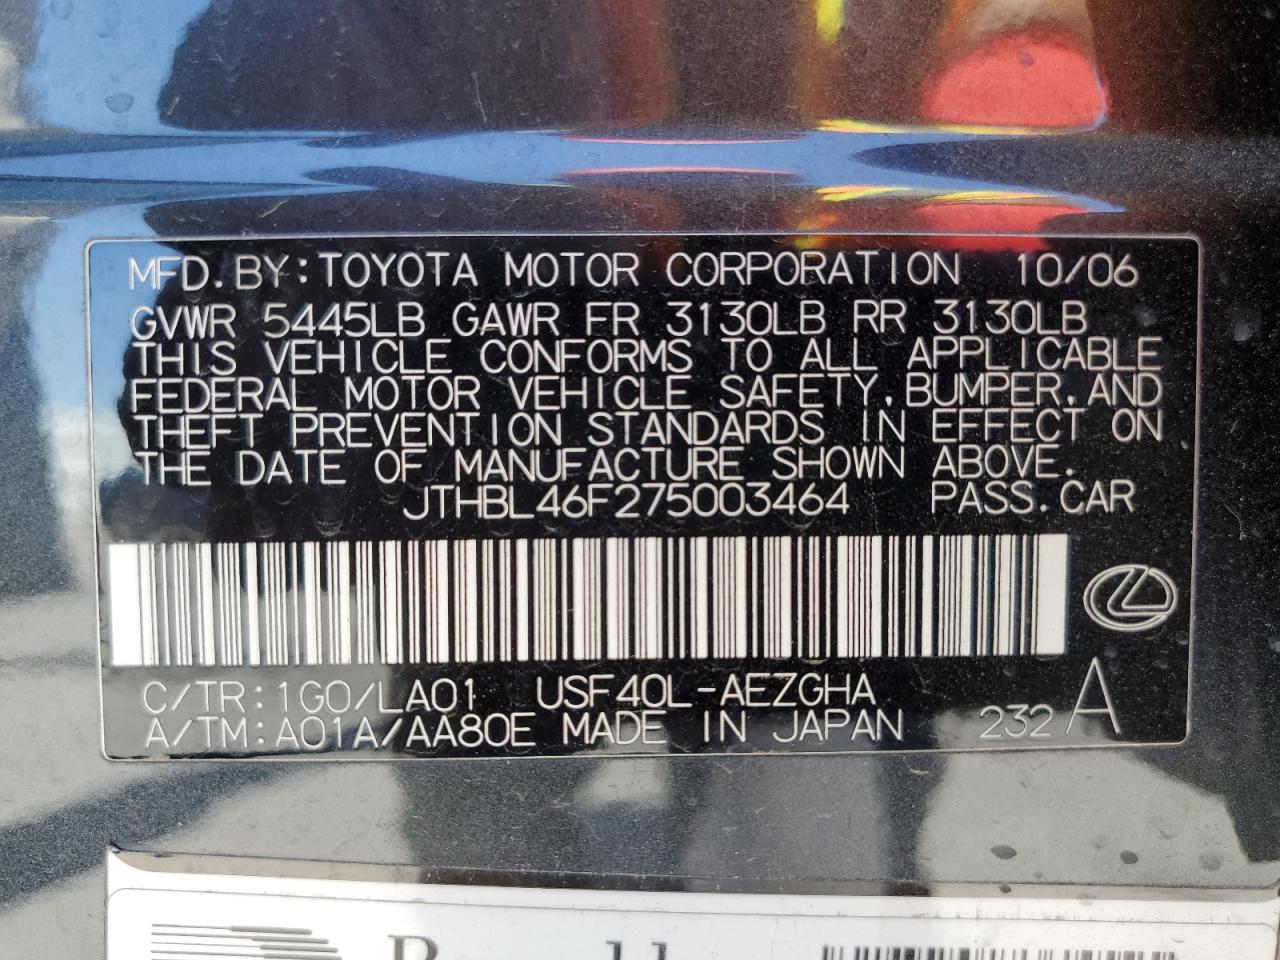 MFD.BY:TOYOTA MOTOR CORPORATION 10/06
GVWR 5445LB GAWR FR 3130LB RR 3130LB
THIS VEHICLE CONFORMS TO ALL APPLICABLE
FEDERAL MOTOR VEHICLE SAFETY,BUMPER,AND
THEFT PREVENTION STANDARDS IN EFFECT ON
THE DATE OF MANUFACTURE SHOWN ABOVE.
JTHBL46F275003464 PASS.CAR
C/TR:1G0/LA01 USF40L-AEZGHA
A/TM:A01A/AA80E MADE IN JAPAN 232 A